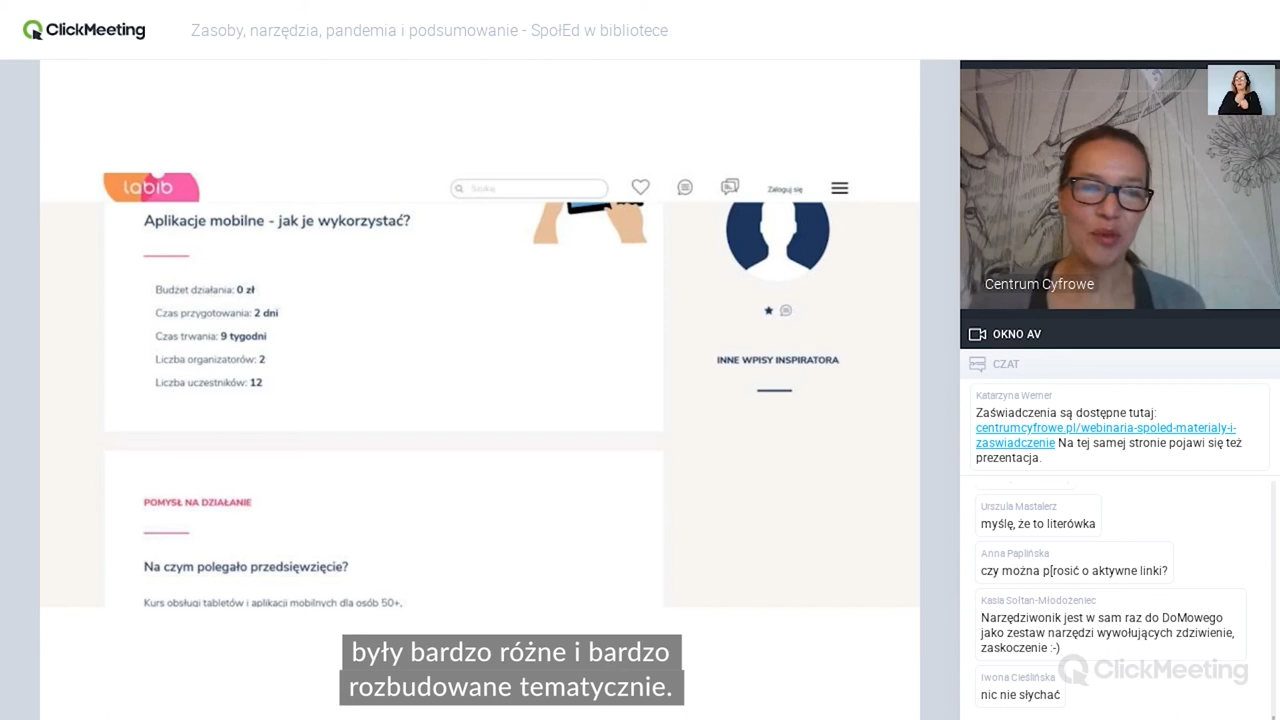 ClickMeeting
Zasoby, narzędzia, pandemia i podsumowanie - SpołEd w bibliotece
labib
Szukaj
Zaloguj się
Aplikacje mobilne - jak je wykorzystać?
Budżet działania: 0 zł
Czas przygotowania: 2 dni
Czas trwania: 9 tygodni
Liczba organizatorów: 2
Liczba uczestników: 12
INNE WPISY INSPIRATORA
POMYSŁ NA DZIAŁANIE
Na czym polegało przedsięwzięcie?
Kurs obsługi tabletów i aplikacji mobilnych dla osób 50+.
były bardzo różne i bardzo
rozbudowane tematycznie.
Centrum Cyfrowe
OKNO AV
CZAT
Katarzyna Werner
Zaświadczenia są dostępne tutaj:
centrumcyfrowe.pl/webinaria-spoled-materialy-i-
zaswiadczenie Na tej samej stronie pojawi się też
prezentacja.
Urszula Mastalerz
myślę, że to literówka
Anna Paplińska
czy można p[rosić o aktywne linki?
Kasia Sołtan-Młodożeniec
Narzędziwonik jest w sam raz do DoMowego
jako zestaw narzędzi wywołujących zdziwienie,
zaskoczenie :-)
Iwona Cieślińska
nic nie słychać
ClickMeeting